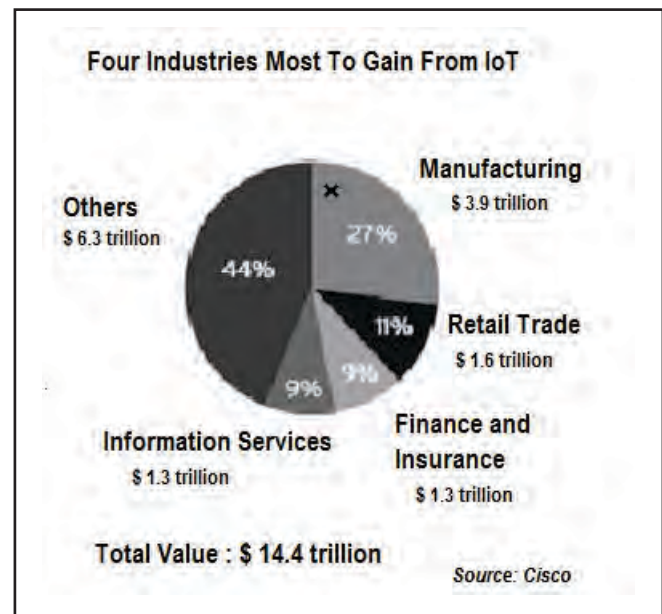 Four Industries Most To Gain From IoT
Manufacturing
$ 3.9 trillion
27%
Others
$ 6.3 trillion
44%
11%
Retail Trade
$ 1.6 trillion
9%
9%
Finance and
Insurance
$ 1.3 trillion
Information Services
$ 1.3 trillion
Total Value : $ 14.4 trillion
Source: Cisco